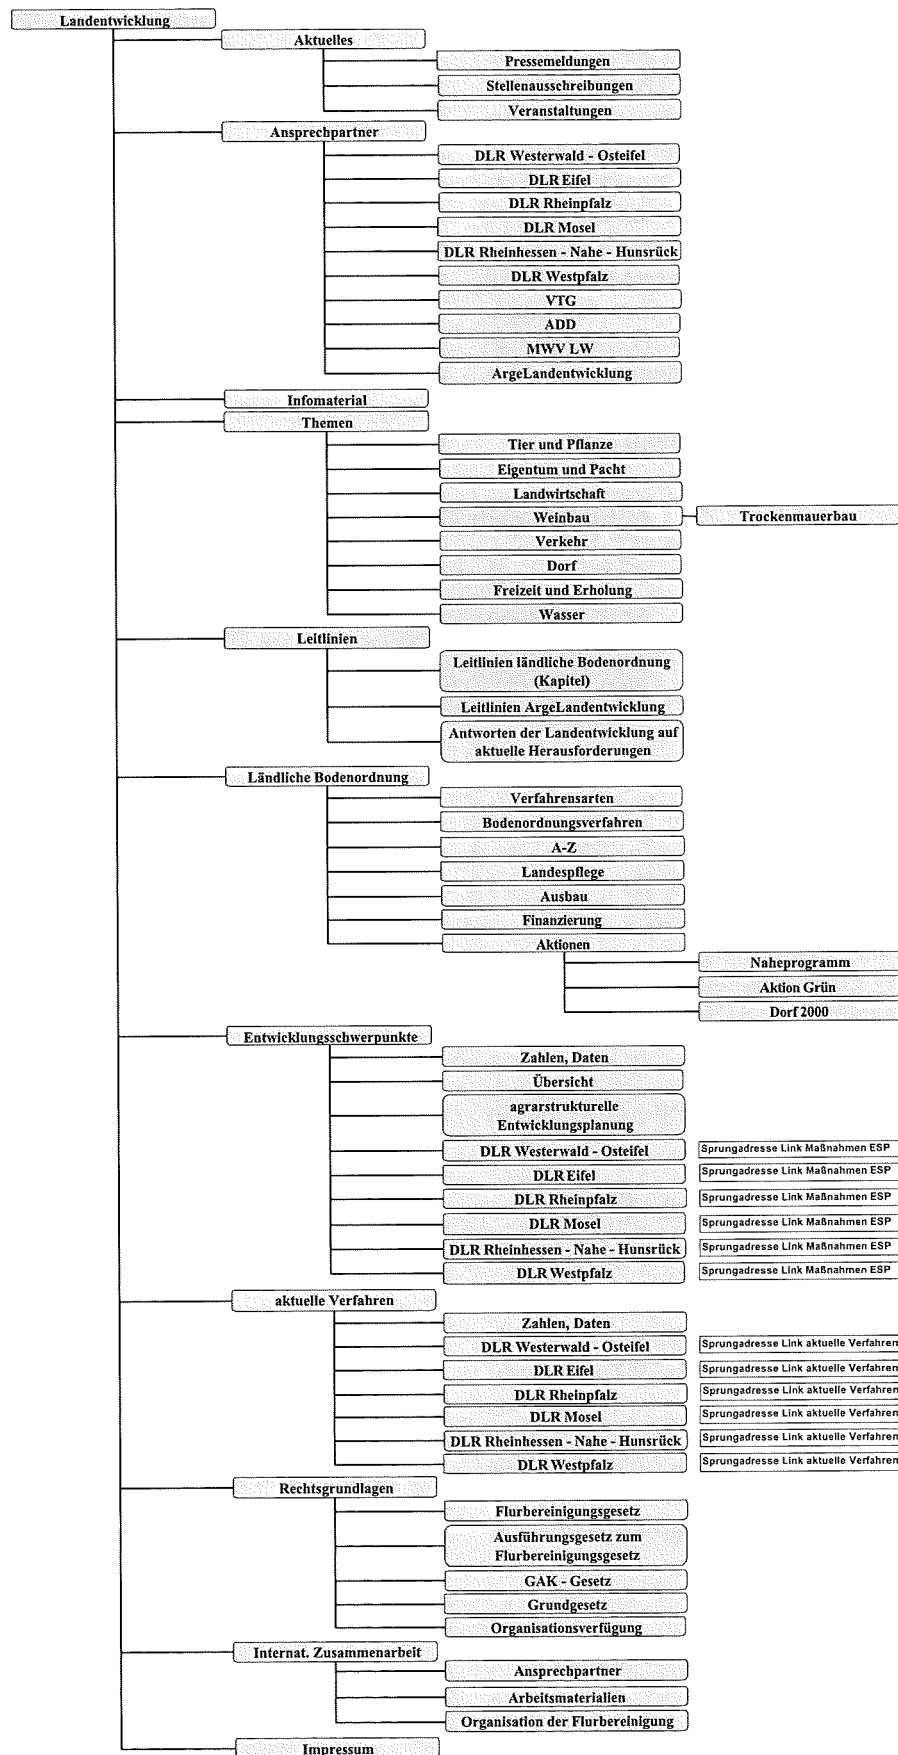 Landentwicklung
Aktuelles
Pressemeldungen
Stellenausschreibungen
Veranstaltungen
Ansprechpartner
DLR Westerwald - Osteifel
DLR Eifel
DLR Rheinpfalz
DLR Mosel
DLR Rheinhessen - Nahe - Hunsrück
DLR Westpfalz
VTG
ADD
MWV LW
ArgeLandentwicklung
Infomaterial
Themen
Tier und Pflanze
Eigentum und Pacht
Landwirtschaft
Weinbau
Trockenmauerbau
Verkehr
Dorf
Freizeit und Erholung
Wasser
Leitlinien
Leitlinien ländliche Bodenordnung
(Kapitel)
Leitlinien ArgeLandentwicklung
Antworten der Landentwicklung auf
aktuelle Herausforderungen
Ländliche Bodenordnung
Verfahrensarten
Bodenordnungsverfahren
A-Z
Landespflege
Ausbau
Finanzierung
Aktionen
Naheprogramm
Aktion Grün
Dorf 2000
Entwicklungsschwerpunkte
Zahlen, Daten
Übersicht
agrarstrukturelle
Entwicklungsplanung
DLR Westerwald - Osteifel
Sprungadresse Link Maßnahmen ESP
DLR Eifel
Sprungadresse Link Maßnahmen ESP
DLR Rheinpfalz
Sprungadresse Link Maßnahmen ESP
DLR Mosel
Sprungadresse Link Maßnahmen ESP
DLR Rheinhessen - Nahe - Hunsrück
Sprungadresse Link Maßnahmen ESP
DLR Westpfalz
Sprungadresse Link Maßnahmen ESP
aktuelle Verfahren
Zahlen, Daten
DLR Westerwald - Osteifel
Sprungadresse Link aktuelle Verfahren
DLR Eifel
Sprungadresse Link aktuelle Verfahren
DLR Rheinpfalz
Sprungadresse Link aktuelle Verfahren
DLR Mosel
Sprungadresse Link aktuelle Verfahren
DLR Rheinhessen - Nahe - Hunsrück
Sprungadresse Link aktuelle Verfahren
DLR Westpfalz
Sprungadresse Link aktuelle Verfahren
Rechtsgrundlagen
Flurbereinigungsgesetz
Ausführungsgesetz zum
Flurbereinigungsgesetz
GAK - Gesetz
Grundgesetz
Organisationsverfügung
Internat. Zusammenarbeit
Ansprechpartner
Arbeitsmaterialien
Organisation der Flurbereinigung
Impressum